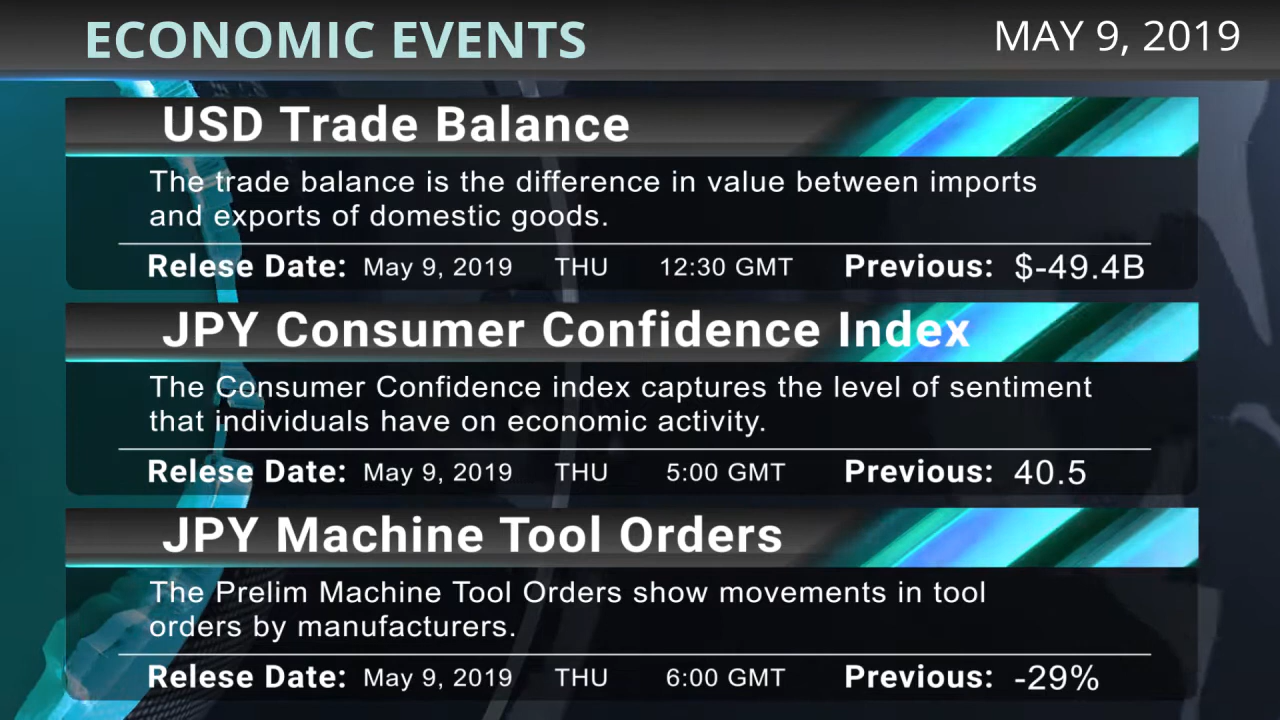 ECONOMIC EVENTS MAY 9, 2019
USD Trade Balance
The trade balance is the difference in value between imports
and exports of domestic goods.
Relese Date: May 9, 2019 THU 12:30 GMT Previous: $-49.4B
JPY Consumer Confidence Index
The Consumer Confidence index captures the level of sentiment
that individuals have on economic activity.
Relese Date: May 9, 2019 THU 5:00 GMT Previous: 40.5
JPY Machine Tool Orders
The Prelim Machine Tool Orders show movements in tool
orders by manufacturers.
Relese Date: May 9, 2019 THU 6:00 GMT Previous: -29%